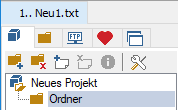 1.. Neu1.txt
FTP
Neues Projekt
Ordner